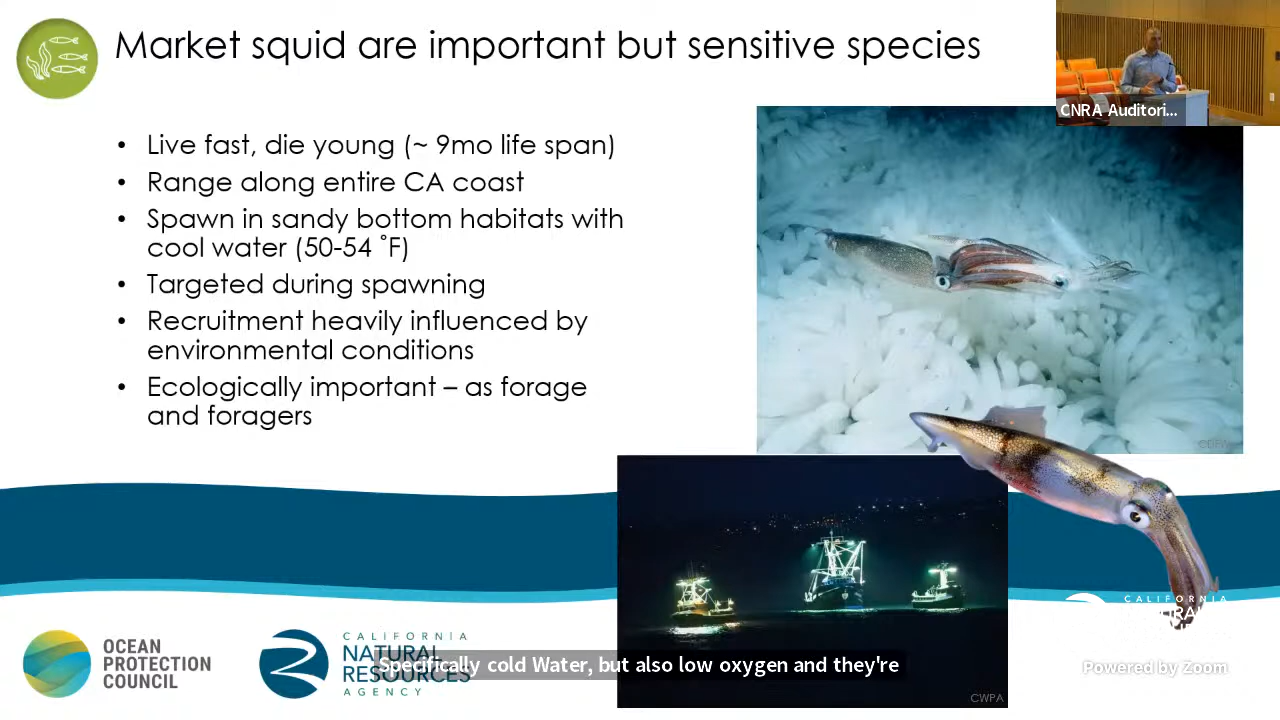 Market squid are important but sensitive species
CNRA Auditori...
• Live fast, die young (~ 9mo life span)
• Range along entire CA coast
• Spawn in sandy bottom habitats with
cool water (50-54 ˚F)
• Targeted during spawning
• Recruitment heavily influenced by
environmental conditions
• Ecologically important – as forage
and foragers
CDFW
OCEAN
PROTECTION
COUNCIL
CALIFORNIA
NATURAL
RESOURCES
AGENCY
Specifically cold Water, but also low oxygen and they're
CWPA
CALIFORNIA
Powered by Zoom